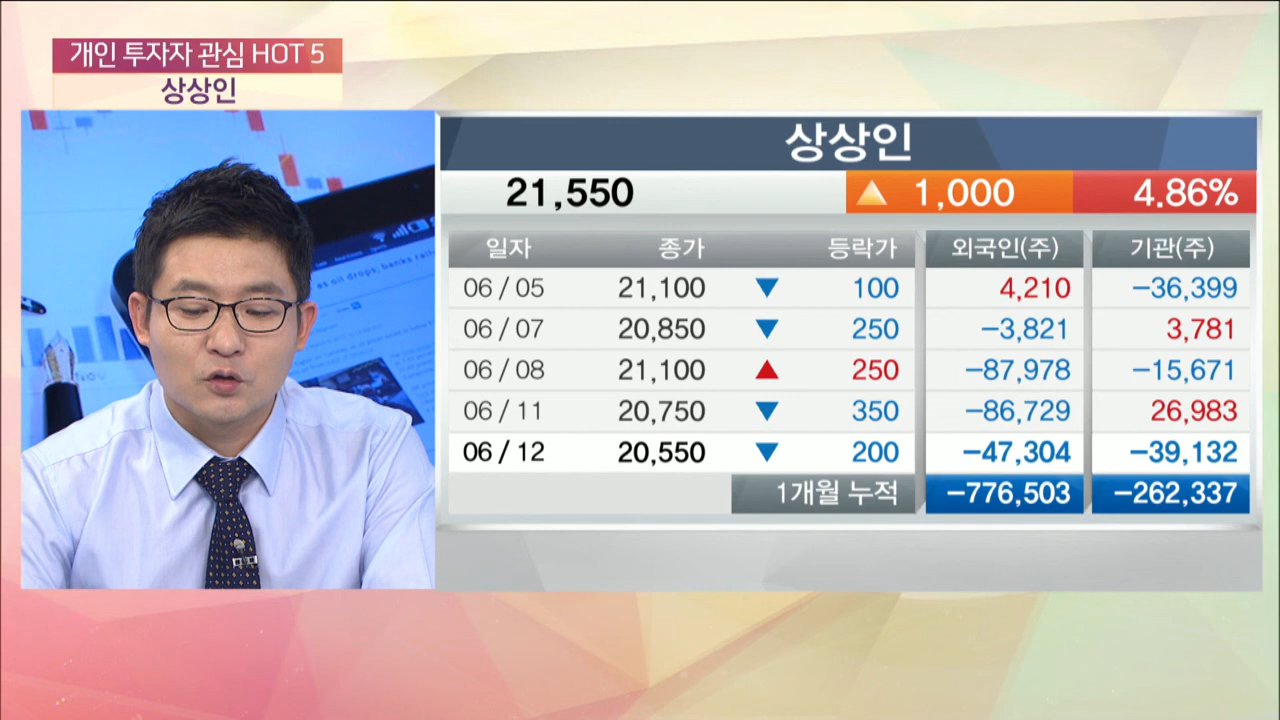 개인 투자자 관심 HOT 5
상상인
상상인
21,550 ▲ 1,000 4.86%
일자 종가 등락가 외국인(주) 기관(주)
06 / 05 21,100 ▼ 100 4,210 −36,399
06 / 07 20,850 ▼ 250 −3,821 3,781
06 / 08 21,100 ▲ 250 −87,978 −15,671
06 / 11 20,750 ▼ 350 −86,729 26,983
06 / 12 20,550 ▼ 200 −47,304 −39,132
1개월 누적 −776,503 −262,337
as oil drops, banks